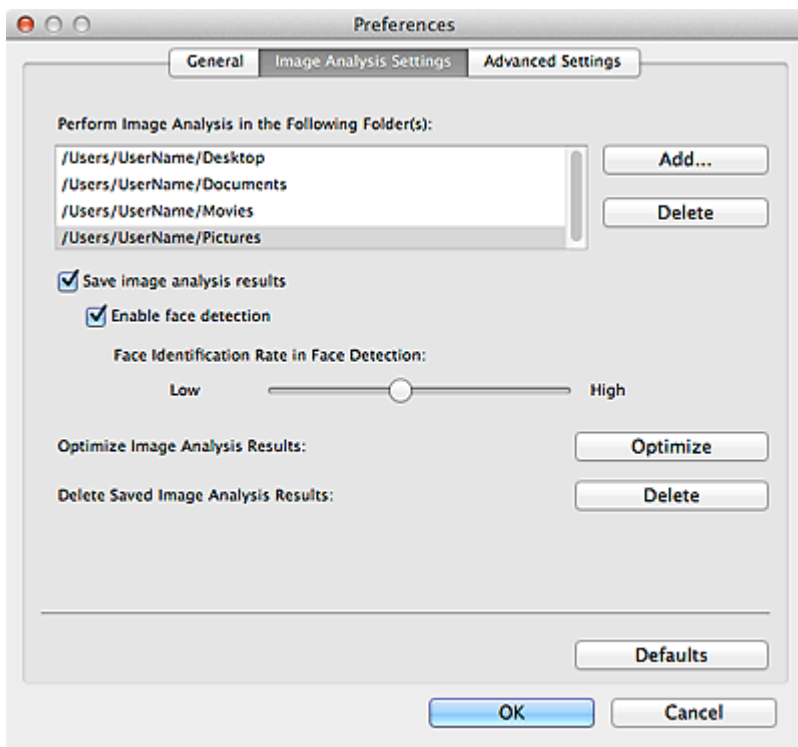 Preferences
General Image Analysis Settings Advanced Settings
Perform Image Analysis in the Following Folder(s):
/Users/UserName/Desktop
/Users/UserName/Documents
/Users/UserName/Movies
/Users/UserName/Pictures
Add...
Delete
Save image analysis results
Enable face detection
Face Identification Rate in Face Detection:
Low High
Optimize Image Analysis Results: Optimize
Delete Saved Image Analysis Results: Delete
Defaults
OK Cancel